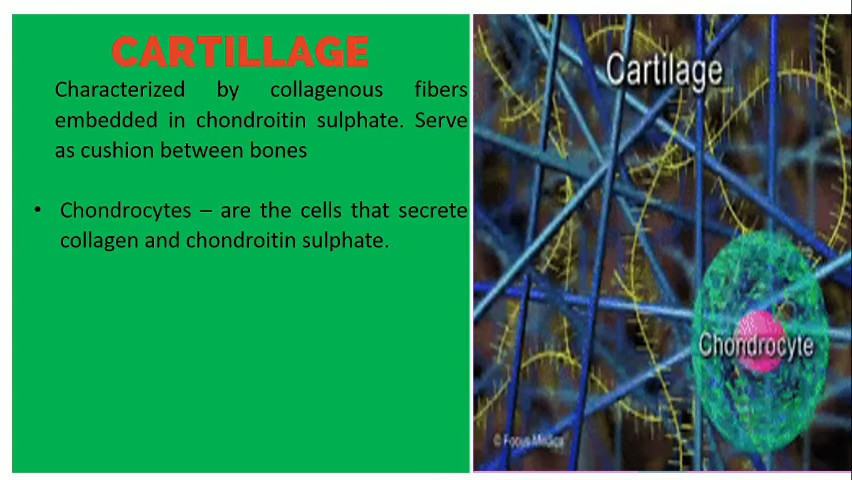 CARTILLAGE
Characterized by collagenous fibers
embedded in chondroitin sulphate. Serve
as cushion between bones
• Chondrocytes – are the cells that secrete
collagen and chondroitin sulphate.
Cartilage
Chondrocyte
© Focus Medica